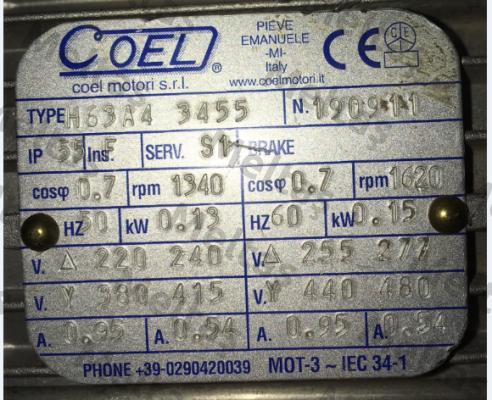 COEL ®
coel motori s.r.l.
PIEVE
EMANUELE
-MI-
Italy
www.coelmotori.it
CE
TYPE H63A4 3455 N. 190911
IP 55 Ins. F SERV. S1 BRAKE
cosφ 0.7 rpm 1340 cosφ 0.7 rpm 1620
HZ 50 kW 0.13 HZ 60 kW 0.15
V. Δ 220 240 V. Δ 255 277
V. Y 380 415 V. Y 440 480
A. 0.95 A. 0.54 A. 0.95 A. 0.54
PHONE +39-0290420039 MOT-3 ~ IEC 34-1